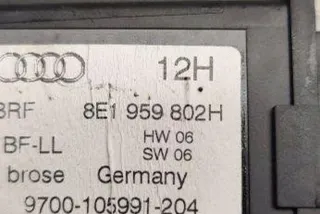 12H
BRF 8E1 959 802H
BF-LL HW 06
SW 06
brose Germany
9700-105991-204